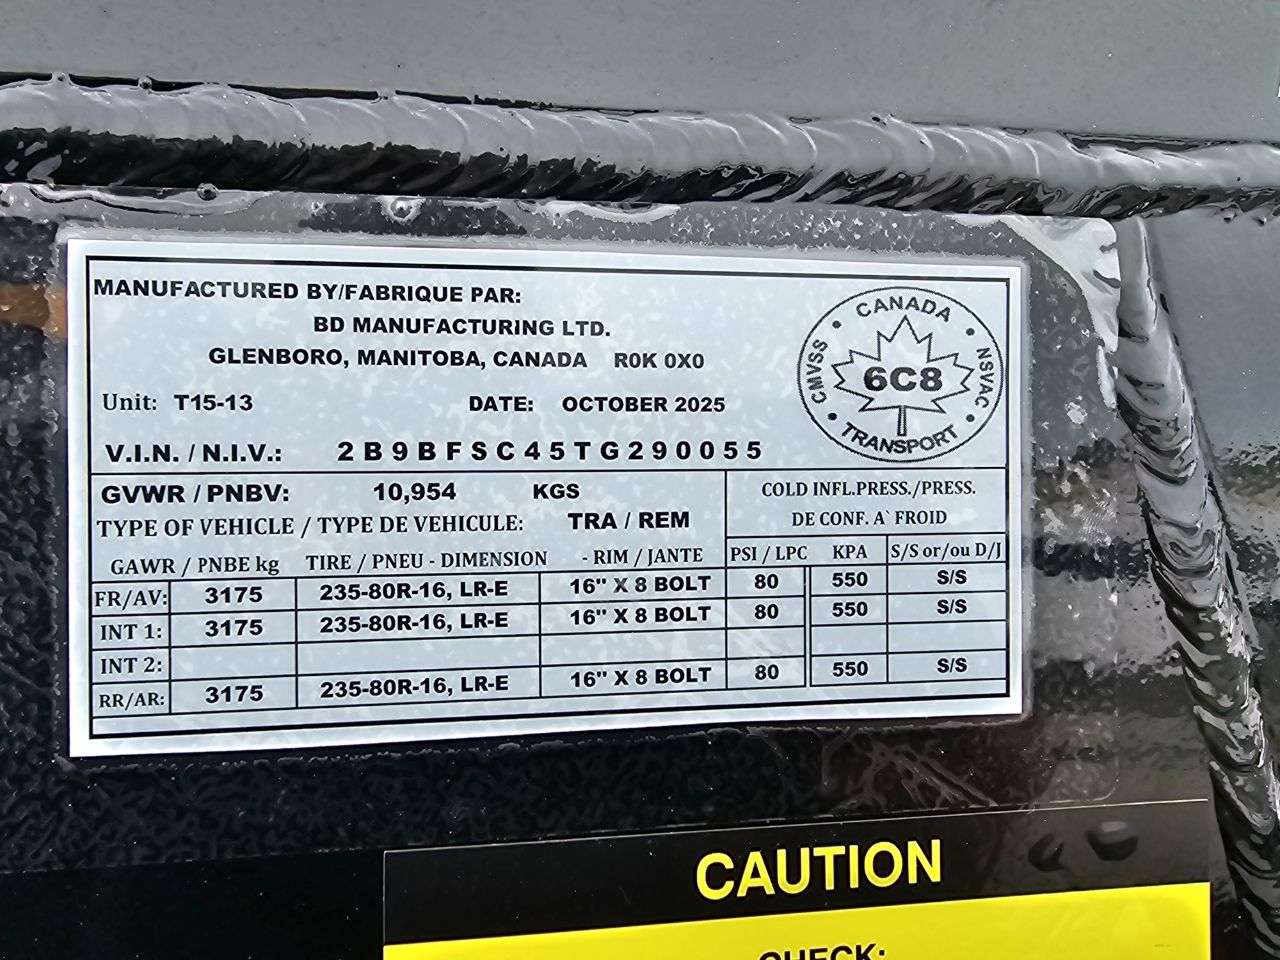 MANUFACTURED BY/FABRIQUE PAR:
BD MANUFACTURING LTD.
GLENBORO, MANITOBA, CANADA R0K 0X0
Unit: T15-13 DATE: OCTOBER 2025
V.I.N. / N.I.V.: 2B9BFSC45TG290055
CANADA
CMVSS
NSVAC
6C8
TRANSPORT
GVWR / PNBV: 10,954 KGS
TYPE OF VEHICLE / TYPE DE VEHICULE: TRA / REM
COLD INFL.PRESS./PRESS.
DE CONF. A` FROID
GAWR / PNBE kg TIRE / PNEU - DIMENSION - RIM / JANTE PSI / LPC KPA S/S or/ou D/J
FR/AV: 3175 235-80R-16, LR-E 16" X 8 BOLT 80 550 S/S
INT 1: 3175 235-80R-16, LR-E 16" X 8 BOLT 80 550 S/S
INT 2:
RR/AR: 3175 235-80R-16, LR-E 16" X 8 BOLT 80 550 S/S
CAUTION
CHECK: